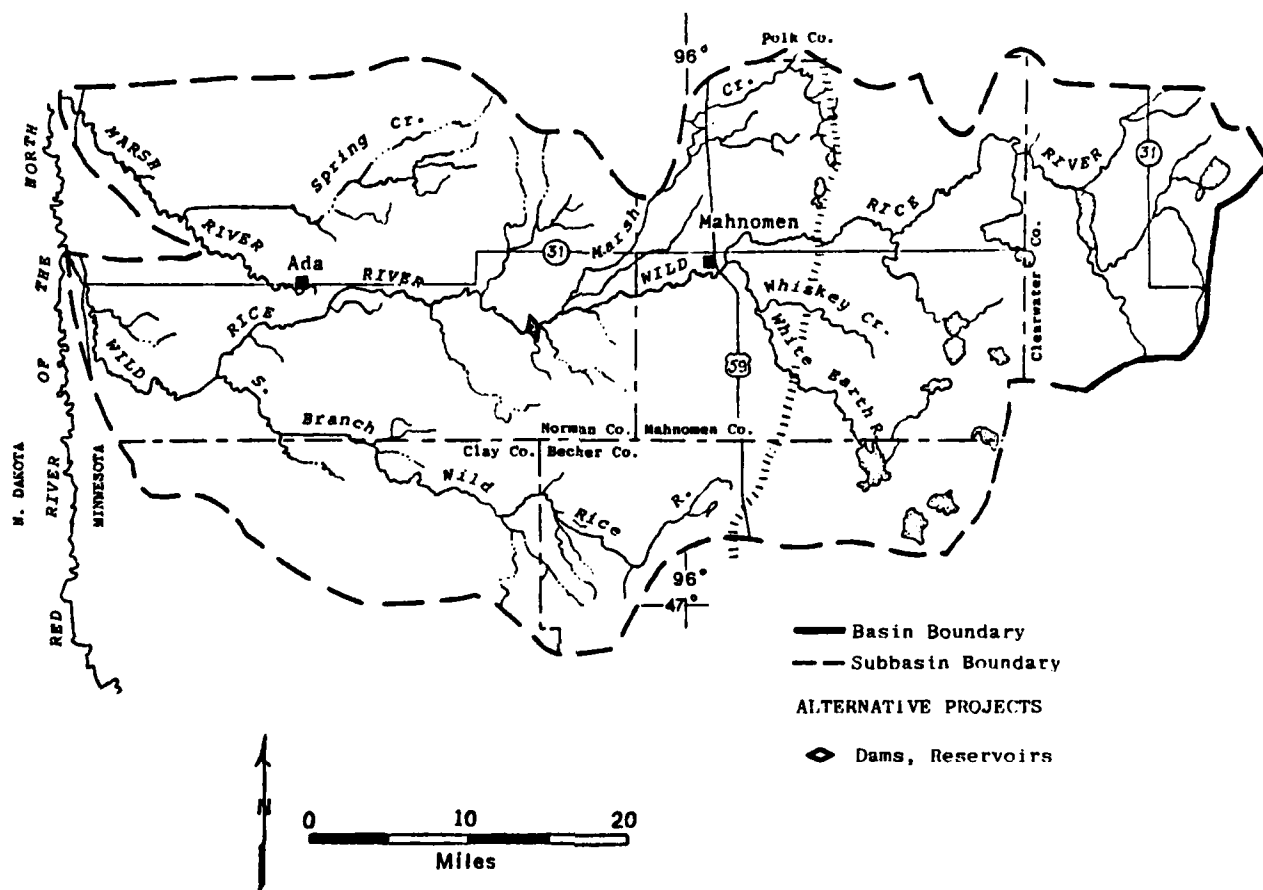 Polk Co.
96°
Cr.
NORTH
MARSH
Spring Cr.
RIVER
31
Mahnomen
RICE
Marsh
RIVER
Ada
RIVER
31
WILD
Clearwater Co.
THE
RICE
Whiskey Cr.
WILD
White Earth R.
59
OF
S.
Branch
Norman Co. Mahnomen Co.
Clay Co. Becker Co.
N. DAKOTA
RIVER
MINNESOTA
Wild
Rice
R.
96°
47°
RED
Basin Boundary
Subbasin Boundary
ALTERNATIVE PROJECTS
Dams, Reservoirs
N
0 10 20
Miles